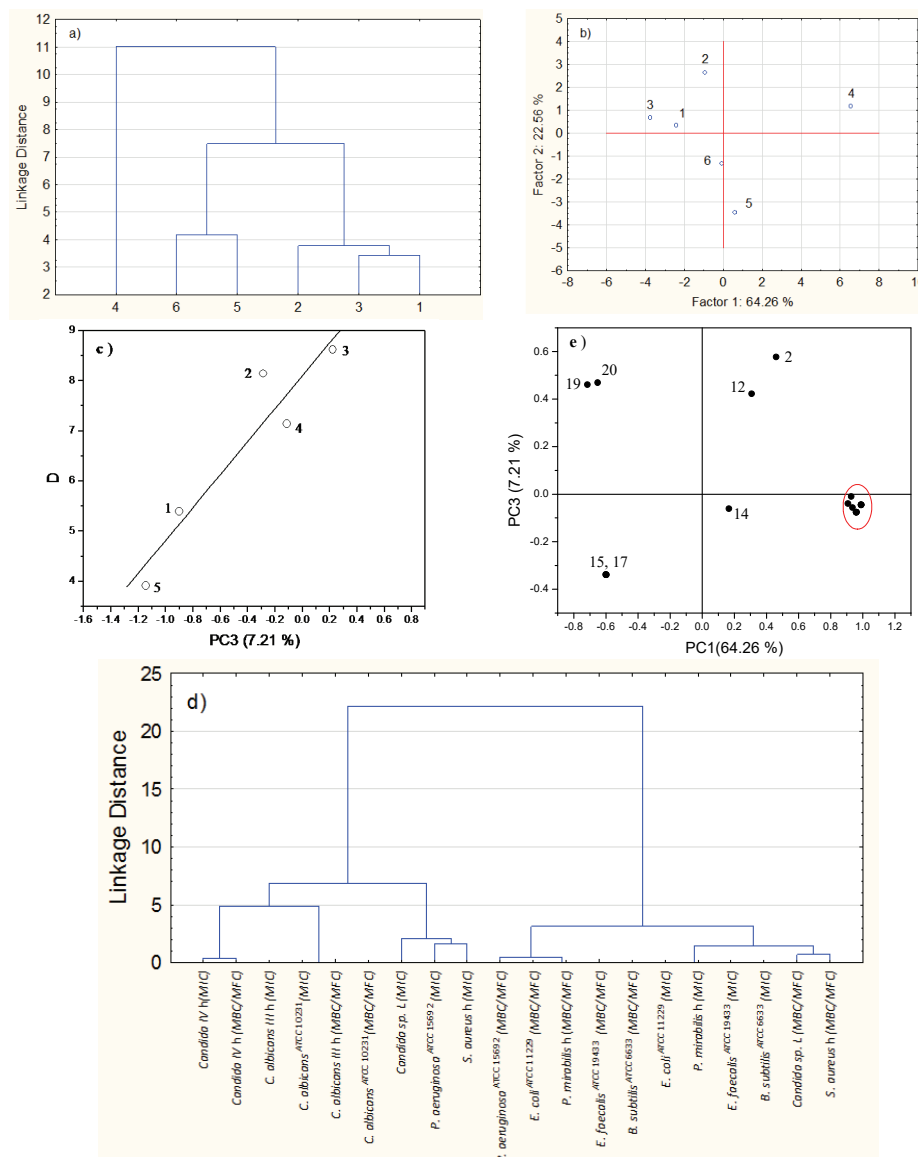 a)
Linkage Distance
12
11
10
9
8
7
6
5
4
3
2
4 6 5 2 3 1
b)
Factor 2: 22.56 %
5
4
3
2
1
0
-1
-2
-3
-4
-5
-6
2
4
3
1
6
5
-8 -6 -4 -2 0 2 4 6 8 10
Factor 1: 64.26 %
c )
D
9
8
7
6
5
4
3
2
4
1
5
-1.6 -1.4 -1.2 -1.0 -0.8 -0.6 -0.4 -0.2 0.0 0.2 0.4 0.6 0.8
PC3 (7.21 %)
e )
PC3 (7.21 %)
0.6
0.4
0.2
0.0
-0.2
-0.4
2
19 20
12
14
15, 17
-0.8 -0.6 -0.4 -0.2 0.0 0.2 0.4 0.6 0.8 1.0 1.2
PC1(64.26 %)
d)
Linkage Distance
25
20
15
10
5
0
Candida IV h(MIC)
Candida IV h (MBC/MFC)
C. albicans III h (MIC)
C. albicans ATCC 10231 (MIC)
C. albicans III h (MBC/MFC)
C. albicans ATCC 10231 (MBC/MFC)
Candida sp. L (MIC)
P. aeruginosa ATCC 15692 (MIC)
S. aureus h (MIC)
. aeruginosa ATCC 15692 (MBC/MFC)
E. coli ATCC 11229 (MBC/MFC)
P. mirabilis h (MBC/MFC)
E. faecalis ATCC 19433 (MBC/MFC)
B. subtilis ATCC 6633 (MBC/MFC)
E. coli ATCC 11229 (MIC)
P. mirabilis h (MIC)
E. faecalis ATCC 19433 (MIC)
B. subtilis ATCC 6633 (MIC)
Candida sp. L (MBC/MFC)
S. aureus h (MBC/MFC)